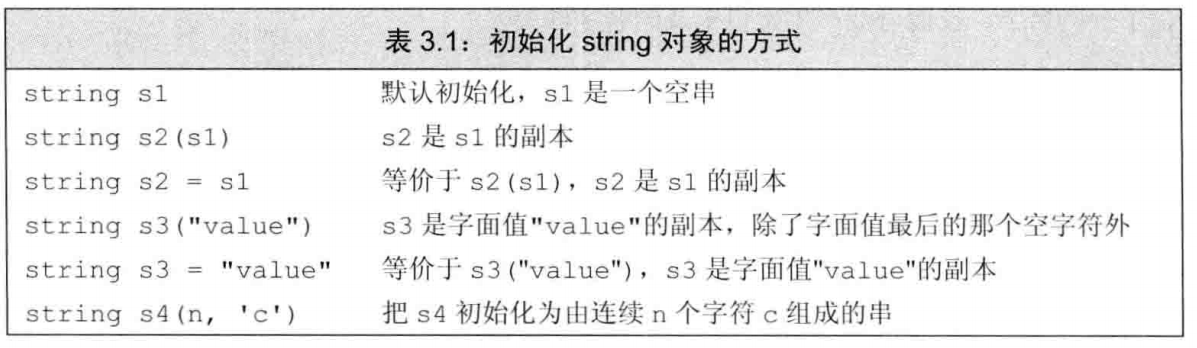 表 3.1：初始化 string 对象的方式
string s1 默认初始化，s1 是一个空串
string s2(s1) s2 是 s1 的副本
string s2 = s1 等价于 s2(s1)，s2 是 s1 的副本
string s3("value") s3 是字面值"value"的副本，除了字面值最后的那个空字符外
string s3 = "value" 等价于 s3("value")，s3 是字面值"value"的副本
string s4(n, 'c') 把 s4 初始化为由连续 n 个字符 c 组成的串